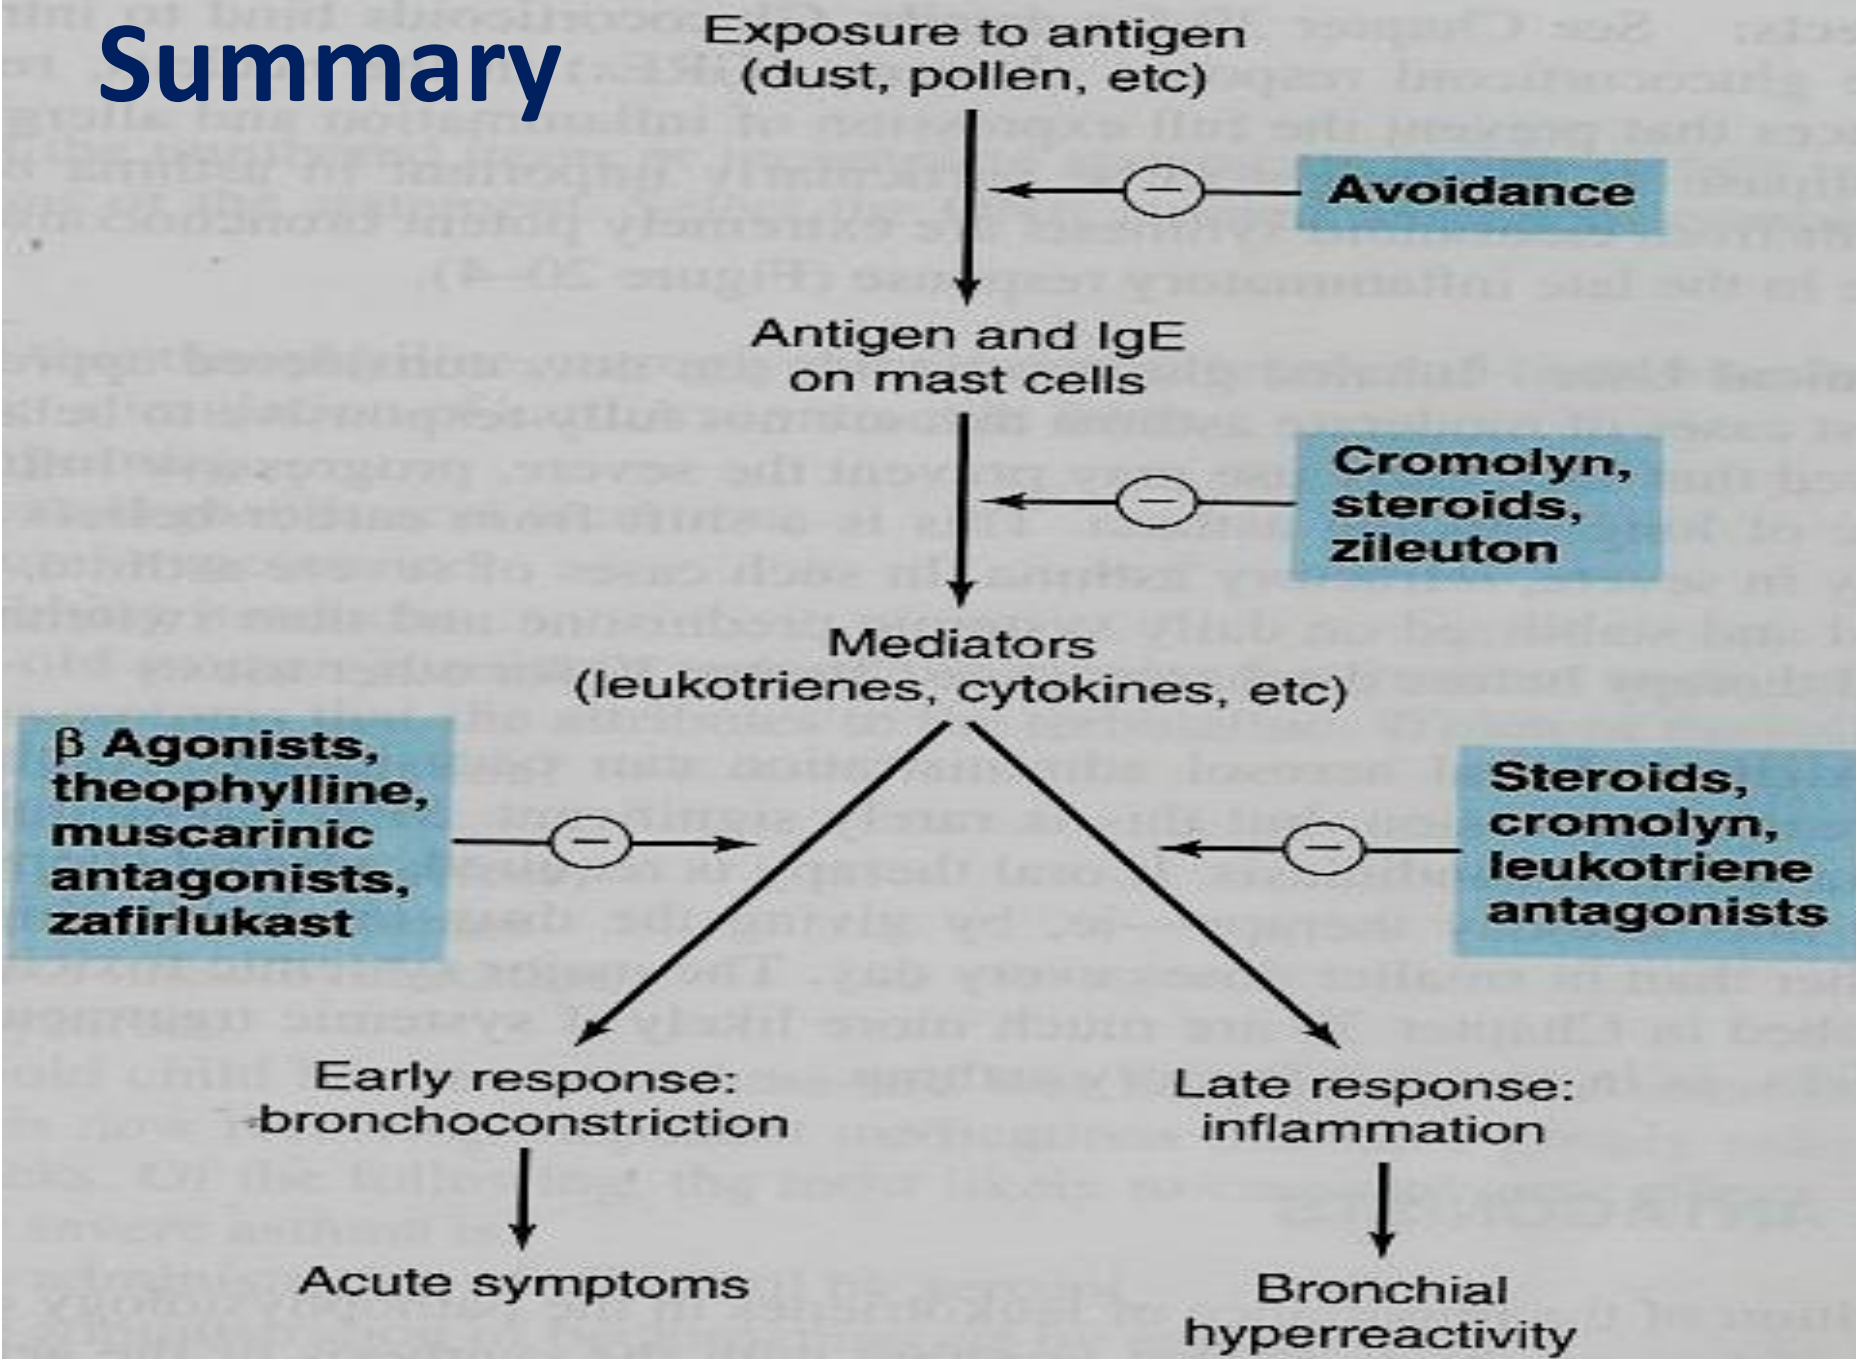 Summary
Exposure to antigen
(dust, pollen, etc)
Avoidance
Antigen and IgE
on mast cells
Cromolyn,
steroids,
zileuton
Mediators
(leukotrienes, cytokines, etc)
β Agonists,
theophylline,
muscarinic
antagonists,
zafirlukast
Steroids,
cromolyn,
leukotriene
antagonists
Early response:
bronchoconstriction
Late response:
inflammation
Acute symptoms
Bronchial
hyperreactivity